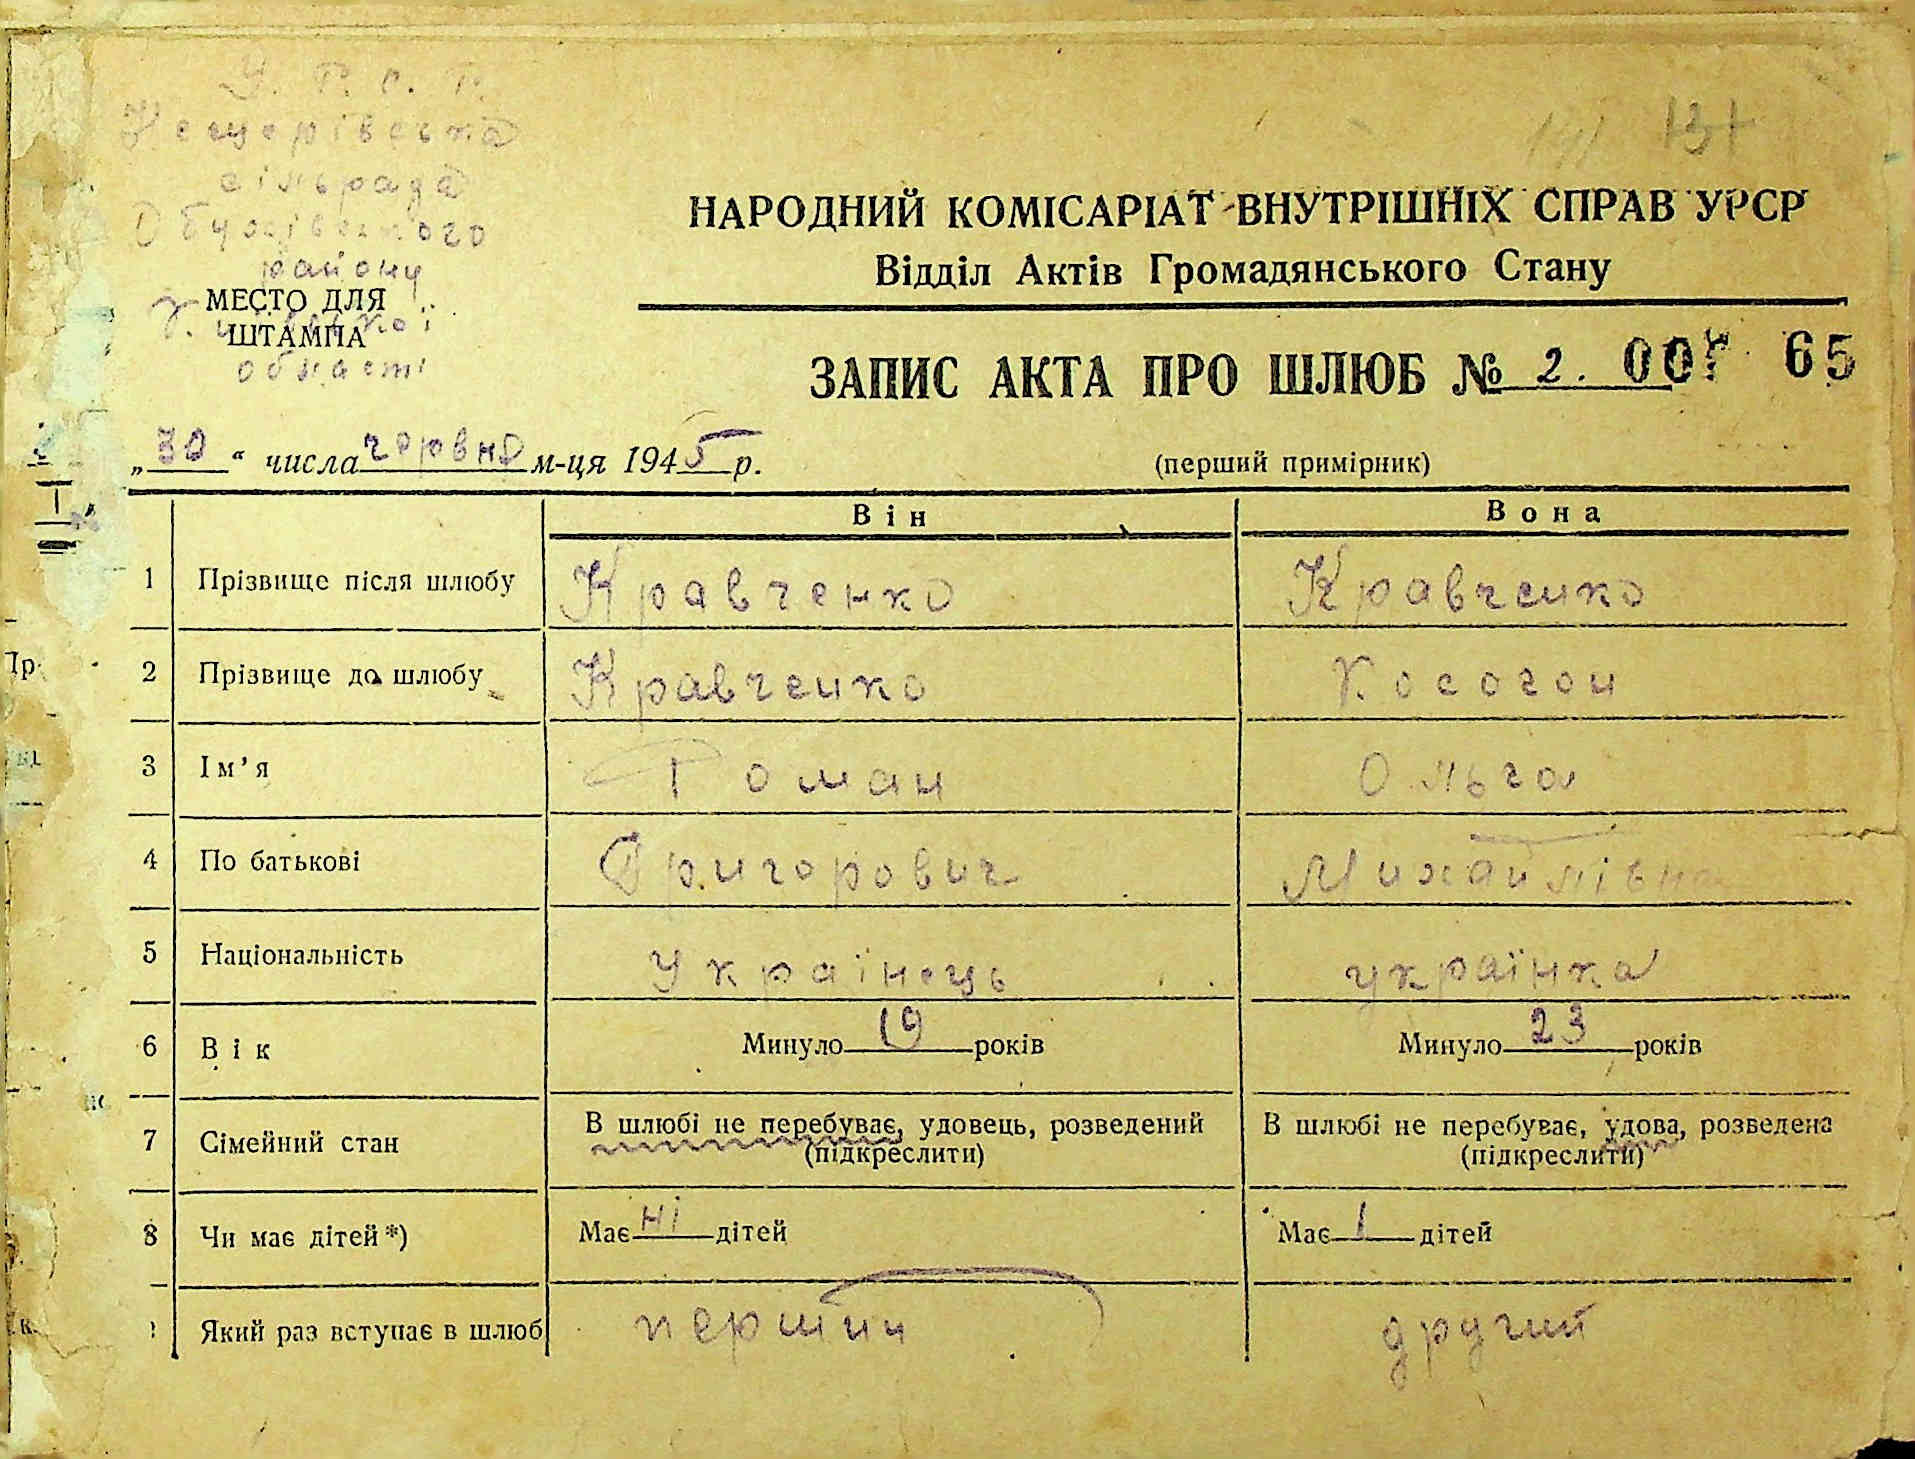 У. Р. С. Р.
сільрада
Обухівського
району
МЕСТО ДЛЯ
ШТАМПА
області
131
НАРОДНИЙ КОМІСАРІАТ ВНУТРІШНІХ СПРАВ УРСР
Відділ Актів Громадянського Стану
ЗАПИС АКТА ПРО ШЛЮБ № 2. 65
„30“ числа червня м-ця 1945 р.
(перший примірник)
Він Вона
1 Прізвище після шлюбу Кравченко Кравченко
2 Прізвище до шлюбу Кравченко Косогон
3 Ім’я Роман Ольга
4 По батькові Григорович Михайлівна
5 Національність Українець українка
6 Вік Минуло 19 років Минуло 23 років
7 Сімейний стан В шлюбі не перебуває, удовець, розведений (підкреслити) В шлюбі не перебуває, удова, розведена (підкреслити)
8 Чи має дітей*) Має ні дітей Має 1 дітей
Який раз вступає в шлюб перший другий